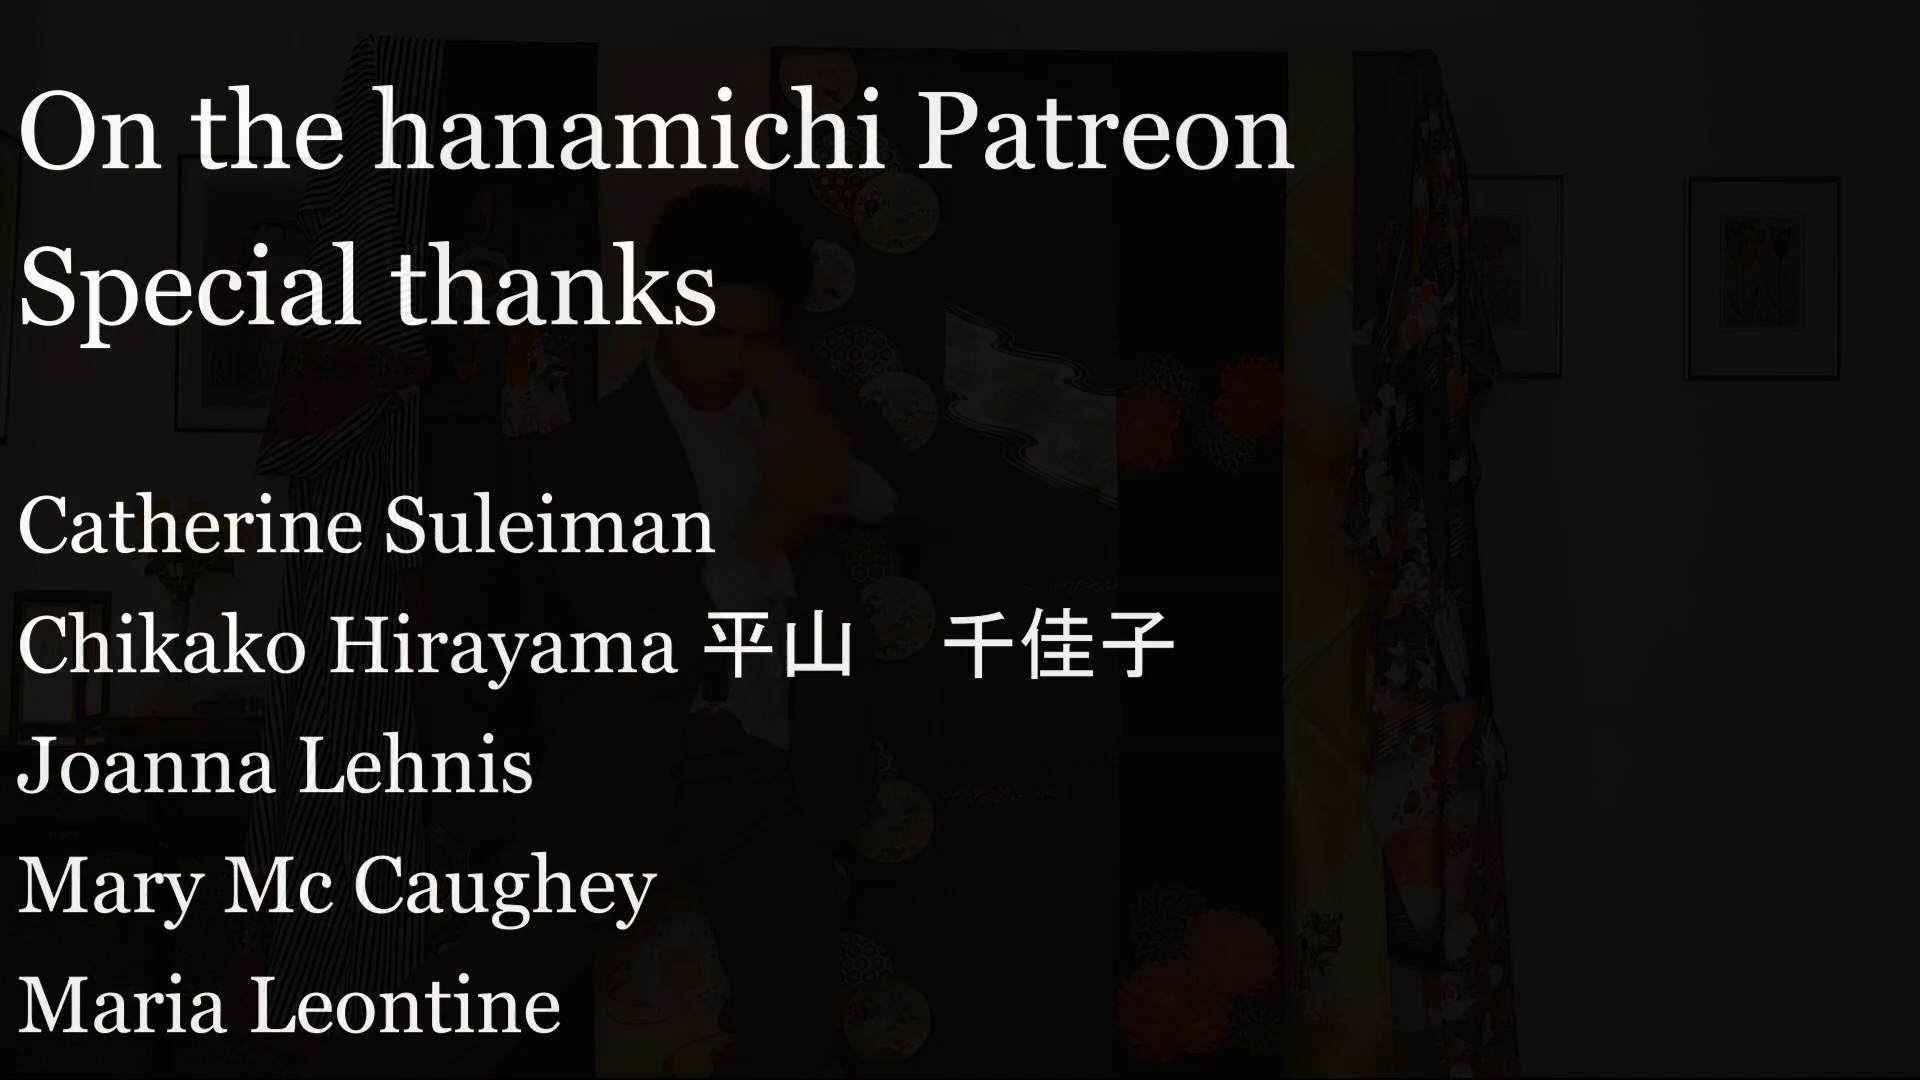 On the hanamichi Patreon
Special thanks
Catherine Suleiman
Chikako Hirayama 平山　千佳子
Joanna Lehnis
Mary Mc Caughey
Maria Leontine